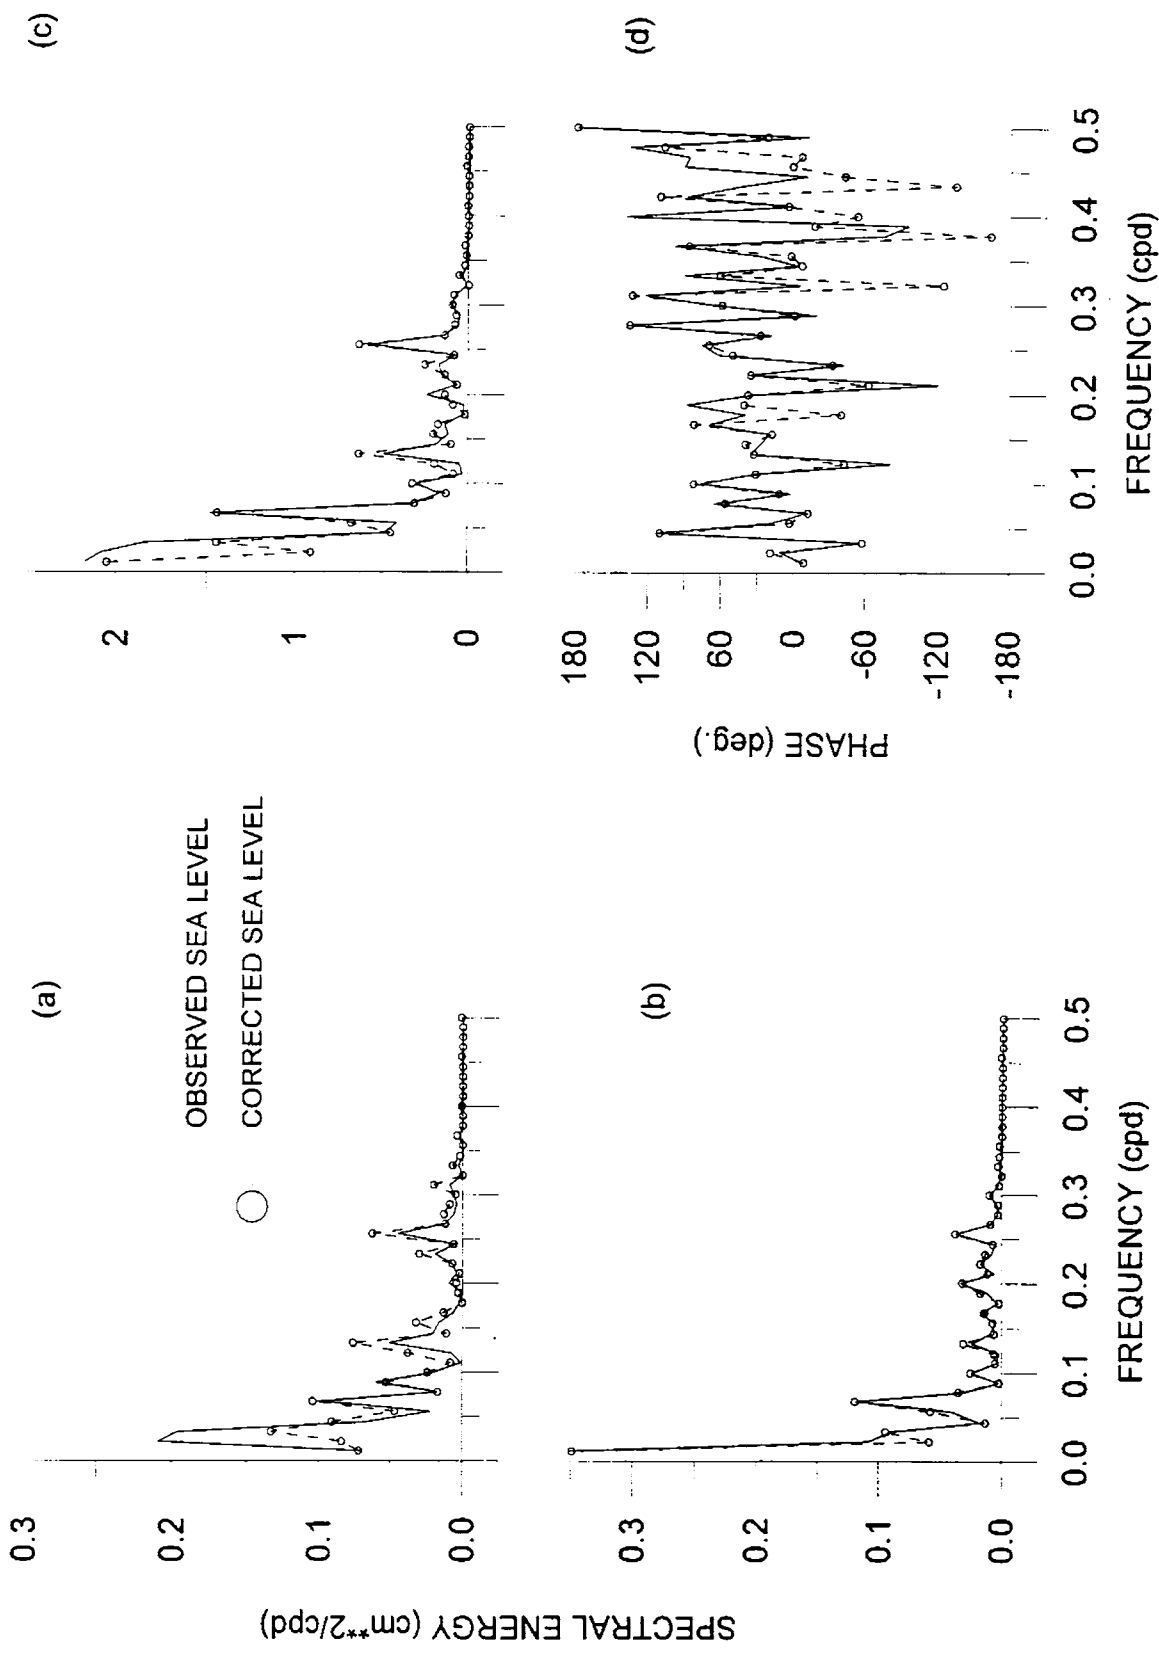 (a)
OBSERVED SEA LEVEL
CORRECTED SEA LEVEL
0.3
0.2
0.1
0.0
SPECTRAL ENERGY (cm**2/cpd)
(b)
0.3
0.2
0.1
0.0
0.0 0.1 0.2 0.3 0.4 0.5
FREQUENCY (cpd)
(c)
2
1
0
(d)
180
120
60
0
-60
-120
-180
PHASE (deg.)
0.0 0.1 0.2 0.3 0.4 0.5
FREQUENCY (cpd)